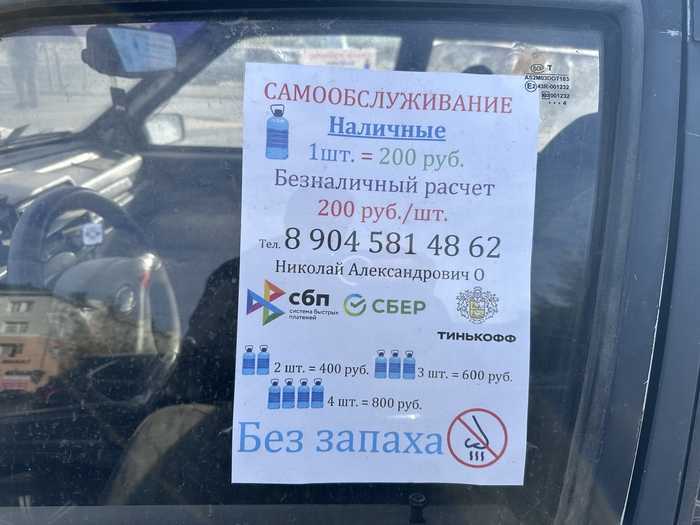 САМООБСЛУЖИВАНИЕ
Наличные
1шт. = 200 руб.
Безналичный расчет
200 руб./шт.
Тел. 8 904 581 48 62
Николай Александрович О
сбп
система быстрых
платежей
СБЕР
ТИНЬКОФФ
2 шт. = 400 руб.
3 шт. = 600 руб.
4 шт. = 800 руб.
Без запаха